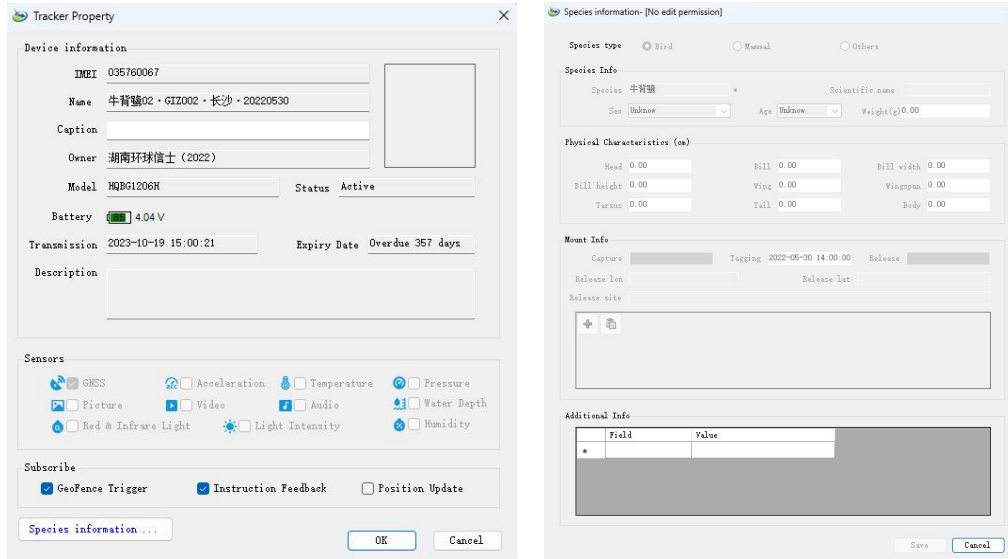 Tracker Property
Device information
IMEI 035760067
Name 牛背鷺02・GIZ002・长沙・20220530
Caption
Owner 湖南环球信士（2022）
Model HQBG1206H Status Active
Battery 85 4.04 V
Transmission 2023-10-19 15:00:21 Expiry Date Overdue 357 days
Description
Sensors
GNSS Acceleration Temperature Pressure
Picture Video Audio Water Depth
Red & Infrare Light Light Intensity Humidity
Subscribe
GeoFence Trigger Instruction Feedback Position Update
Species information ...
OK Cancel
Species information- [No edit permission]
Species type Bird Mammal Others
Species Info
Species 牛背鷺 * Scientific name
Sex Unknow Age Unknow Weight(g) 0.00
Physical Characteristics (cm)
Head 0.00 Bill 0.00 Bill width 0.00
Bill height 0.00 Wing 0.00 Wingspan 0.00
Tarsus 0.00 Tail 0.00 Body 0.00
Mount Info
Capture Tagging 2022-05-30 14:00:00 Release
Release lon Release lat
Release site
Additional Info
Field Value
*
Save Cancel